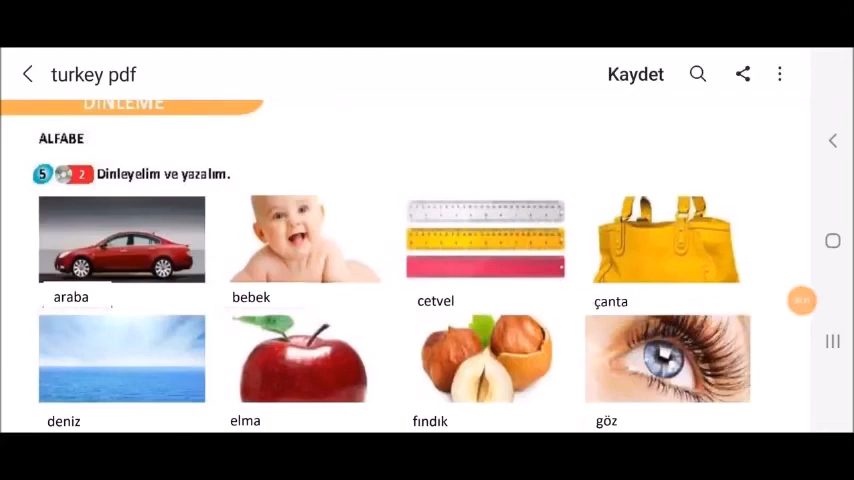 turkey pdf Kaydet
DİNLEME
ALFABE
5 2 Dinleyelim ve yazalım.
araba bebek cetvel çanta
deniz elma fındık göz